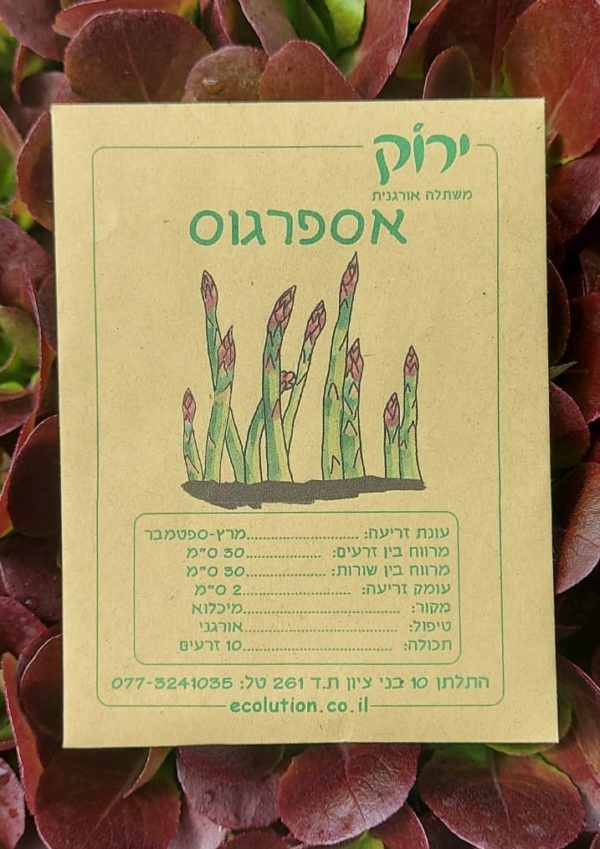 ירוק
משתלה אורגנית
אספרגוס
עונת זריעה: ............................מרץ-ספטמבר
מרווח בין זרעים: ...................30 ס"מ
מרווח בין שורות: ....................30 ס"מ
עומק זריעה: ...........................2 ס"מ
מקור: .......................................מיכלוא
טיפול: .......................................אורגני
תכולה: ....................................10 זרעים
התלתן 10 בני ציון ת.ד 261 טל: 077-3241035
ecolution.co.il